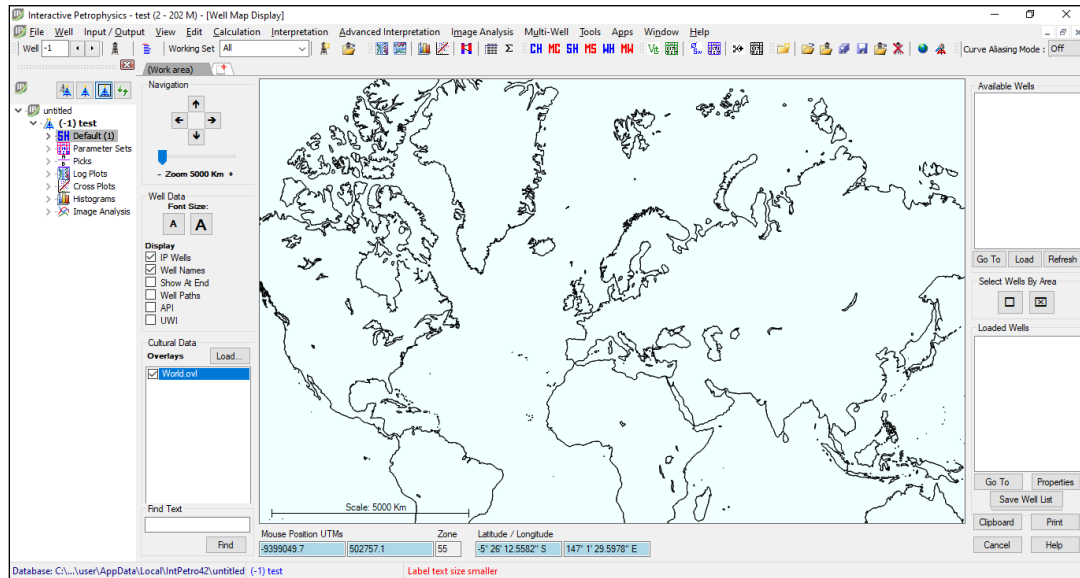 Interactive Petrophysics - test (2 - 202 M) - [Well Map Display]
File Well Input / Output View Edit Calculation Interpretation Advanced Interpretation Image Analysis Multi-Well Tools Apps Window Help
Well -1 Working Set All CH MC SH MS WH MW Curve Aliasing Mode : Off
(Work area)
Navigation
- Zoom 5000 Km +
untitled
(-1) test
SH Default (1)
Parameter Sets
Picks
Log Plots
Cross Plots
Histograms
Image Analysis
Well Data
Font Size:
A A
Display
IP Wells
Well Names
Show At End
Well Paths
API
UWI
Cultural Data
Overlays Load...
World.ovl
Find Text
Find
Scale: 5000 Km
Mouse Position UTMs Zone Latitude / Longitude
-9399049.7 502757.1 55 -5° 26' 12.5582" S 147° 1' 29.5978" E
Available Wells
Go To Load Refresh
Select Wells By Area
Loaded Wells
Go To Properties
Save Well List
Clipboard Print
Cancel Help
Database: C:\...\user\AppData\Local\IntPetro42\untitled (-1) test Label text size smaller